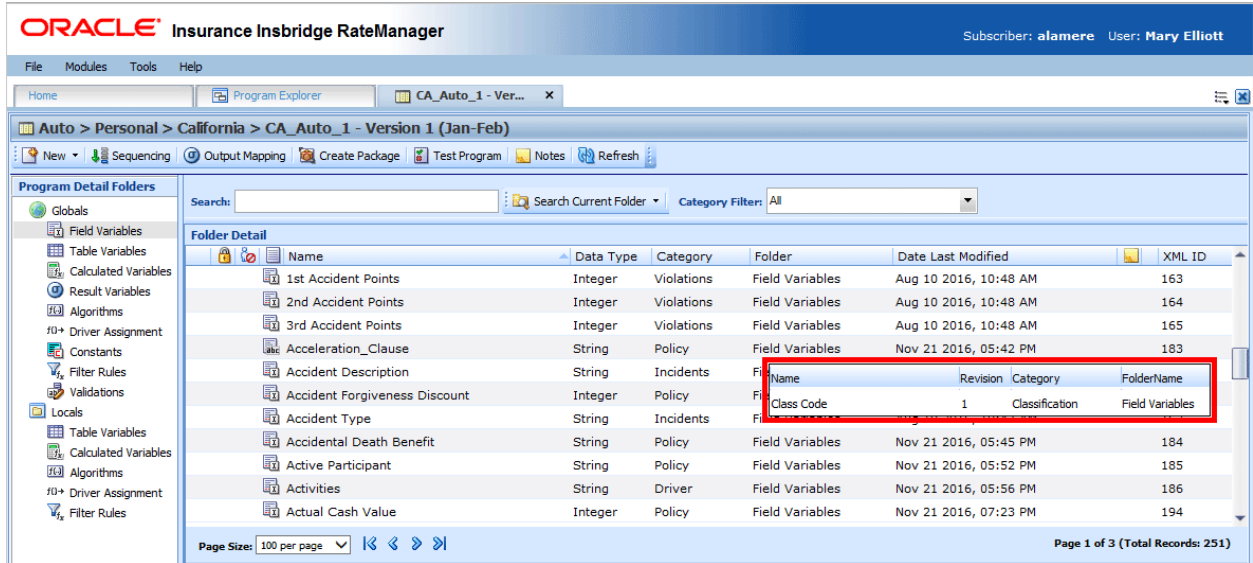 ORACLE® Insurance Insbridge RateManager
Subscriber: alamere User: Mary Elliott
File Modules Tools Help
Home Program Explorer CA_Auto_1 - Ver... x
Auto > Personal > California > CA_Auto_1 - Version 1 (Jan-Feb)
New Sequencing Output Mapping Create Package Test Program Notes Refresh
Program Detail Folders
Globals
Field Variables
Table Variables
Calculated Variables
Result Variables
Algorithms
Driver Assignment
Constants
Filter Rules
Validations
Locals
Table Variables
Calculated Variables
Algorithms
Driver Assignment
Filter Rules
Search: Search Current Folder Category Filter: All
Folder Detail
Name Data Type Category Folder Date Last Modified XML ID
1st Accident Points Integer Violations Field Variables Aug 10 2016, 10:48 AM 163
2nd Accident Points Integer Violations Field Variables Aug 10 2016, 10:48 AM 164
3rd Accident Points Integer Violations Field Variables Aug 10 2016, 10:48 AM 165
Acceleration_Clause String Policy Field Variables Nov 21 2016, 05:42 PM 183
Accident Description String Incidents
Accident Forgiveness Discount Integer Policy
Accident Type String Incidents
Name Revision Category FolderName
Class Code 1 Classification Field Variables
Accidental Death Benefit String Policy Field Variables Nov 21 2016, 05:45 PM 184
Active Participant String Policy Field Variables Nov 21 2016, 05:52 PM 185
Activities String Driver Field Variables Nov 21 2016, 05:56 PM 186
Actual Cash Value Integer Policy Field Variables Nov 21 2016, 07:23 PM 194
Page Size: 100 per page Page 1 of 3 (Total Records: 251)